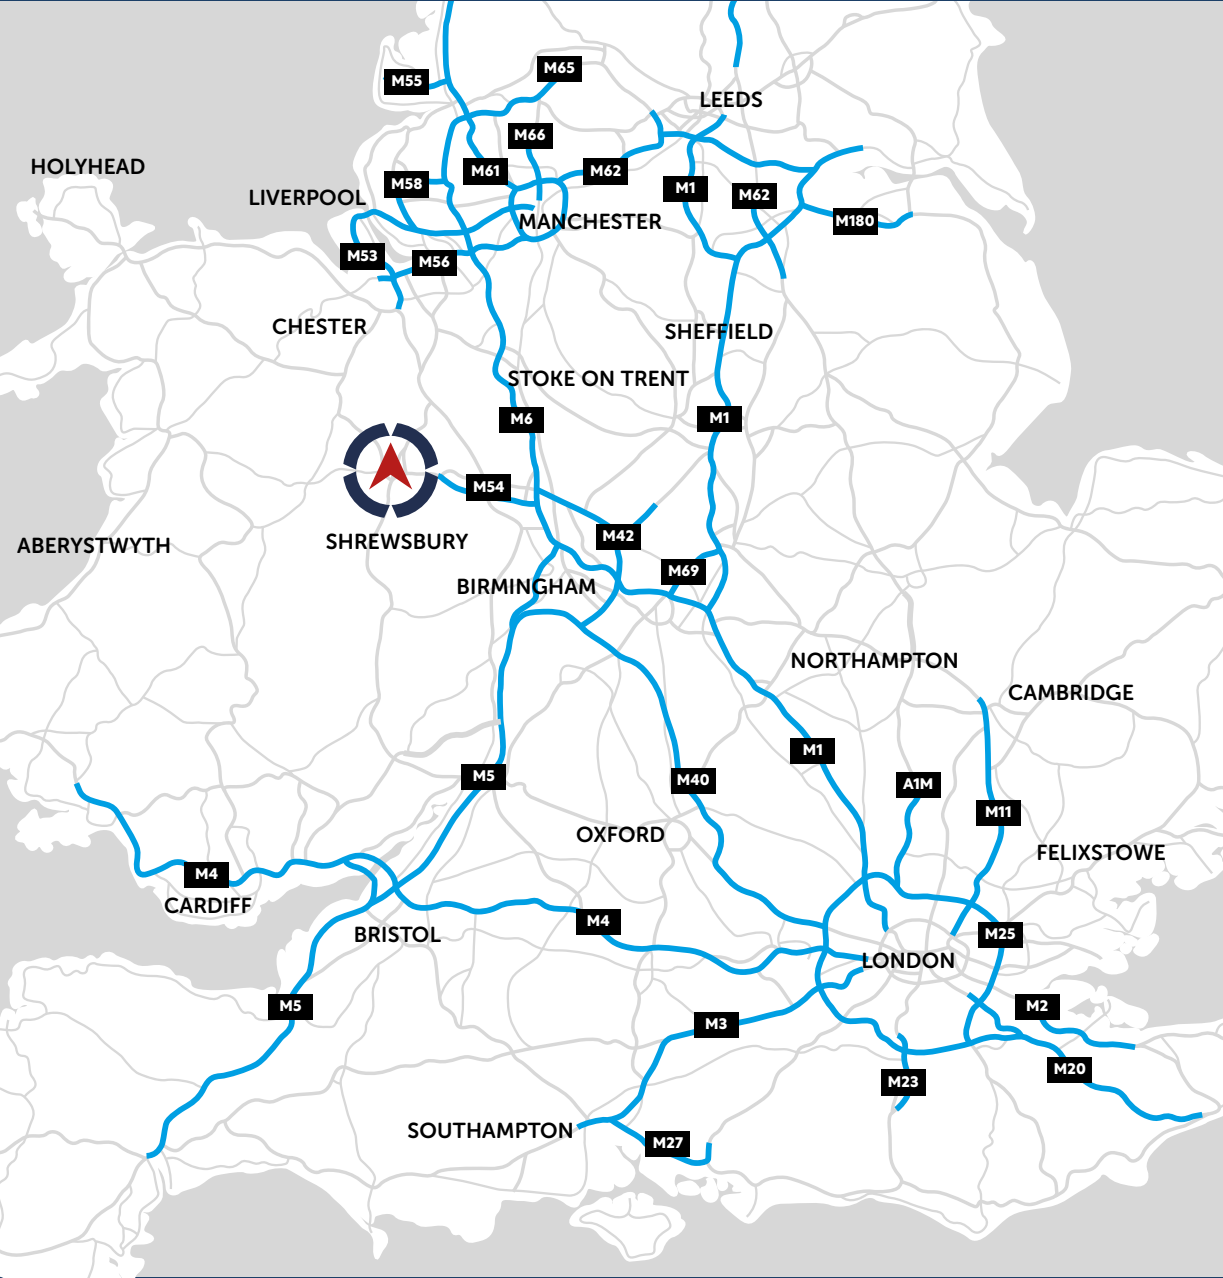 M65
M55
LEEDS
M66
HOLYHEAD
M61
M62
M58
M1
M62
LIVERPOOL
MANCHESTER
M180
M53
M56
CHESTER
SHEFFIELD
STOKE ON TRENT
M6
M1
M54
M42
SHREWSBURY
ABERYSTWYTH
M69
BIRMINGHAM
NORTHAMPTON
CAMBRIDGE
M1
M5
M40
A1M
M11
OXFORD
FELIXSTOWE
M4
CARDIFF
M4
BRISTOL
M25
LONDON
M5
M2
M3
M20
M23
SOUTHAMPTON
M27